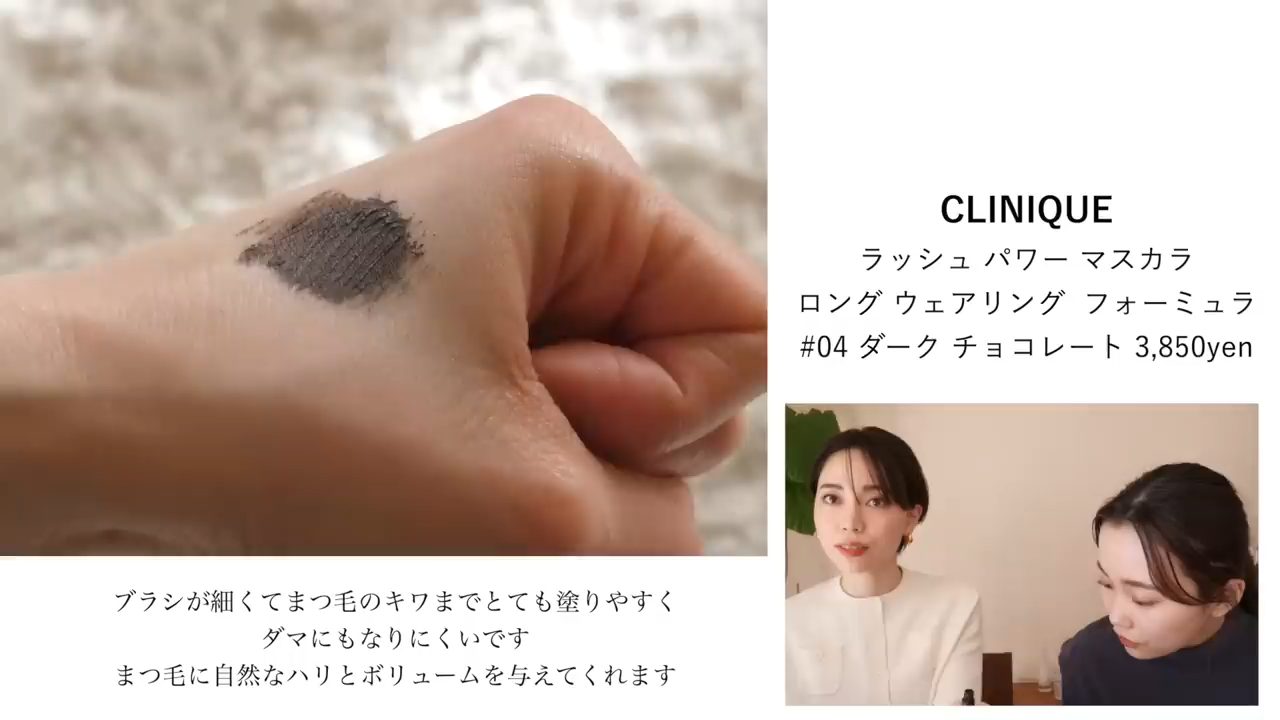 CLINIQUE
ラッシュ パワー マスカラ
ロング ウェアリング フォーミュラ
#04 ダーク チョコレート 3,850yen
ブラシが細くてまつ毛のキワまでとても塗りやすく
ダマにもなりにくいです
まつ毛に自然なハリとボリュームを与えてくれます